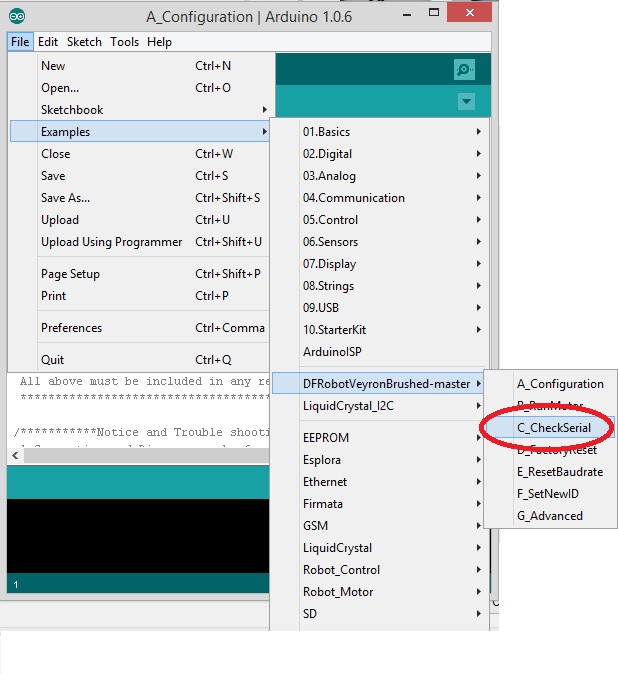 A_Configuration | Arduino 1.0.6
File Edit Sketch Tools Help
New Ctrl+N
Open... Ctrl+O
Sketchbook
Examples
Close Ctrl+W
Save Ctrl+S
Save As... Ctrl+Shift+S
Upload Ctrl+U
Upload Using Programmer Ctrl+Shift+U
Page Setup Ctrl+Shift+P
Print Ctrl+P
Preferences Ctrl+Comma
Quit Ctrl+Q
All above must be included in any re
************************************
/***********Notice and Trouble shooti
1
01.Basics
02.Digital
03.Analog
04.Communication
05.Control
06.Sensors
07.Display
08.Strings
09.USB
10.StarterKit
ArduinoISP
DFRobotVeyronBrushed-master
LiquidCrystal_I2C
EEPROM
Esplora
Ethernet
Firmata
GSM
LiquidCrystal
Robot_Control
Robot_Motor
SD
A_Configuration
B_RunMotor
C_CheckSerial
D_FactoryReset
E_ResetBaudrate
F_SetNewID
G_Advanced